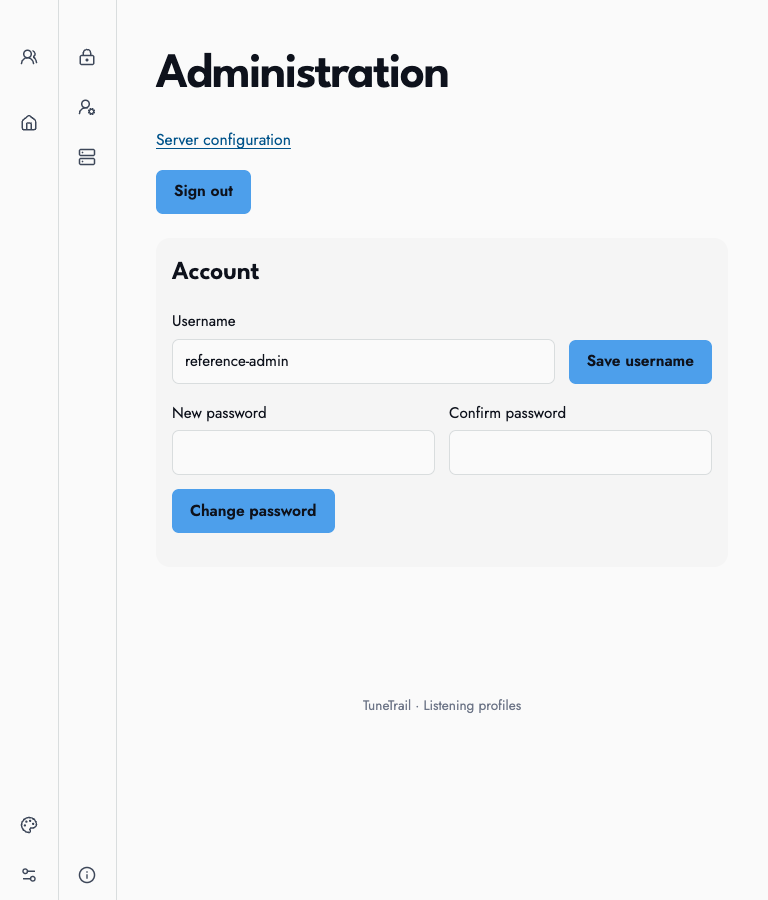 Administration
Server configuration
Sign out
Account
Username
reference-admin
Save username
New password
Confirm password
Change password
TuneTrail · Listening profiles